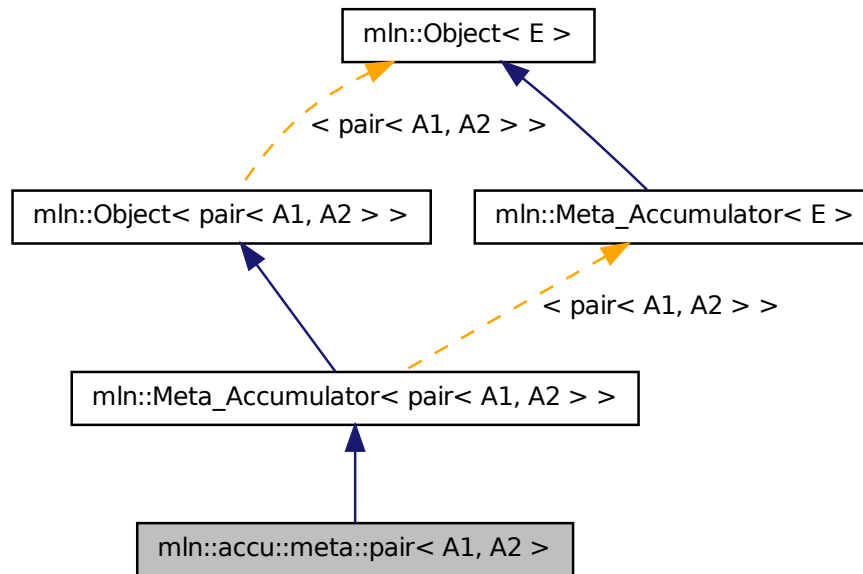 mln::Object< E >
< pair< A1, A2 > >
mln::Object< pair< A1, A2 > >
mln::Meta_Accumulator< E >
< pair< A1, A2 > >
mln::Meta_Accumulator< pair< A1, A2 > >
mln::accu::meta::pair< A1, A2 >